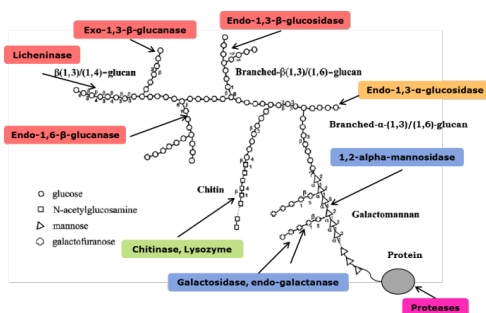 Exo-1,3-β-glucanase
Endo-1,3-β-glucosidase
Licheninase
β(1,3)/(1,4)-glucan
Branched-β(1,3)/(1,6)-glucan
Endo-1,3-α-glucosidase
Endo-1,6-β-glucanase
Branched-α-(1,3)/(1,6)-glucan
1,2-alpha-mannosidase
glucose
N-acetylglucosamine
mannose
galactofuranose
Chitin
Galactomannan
Chitinase, Lysozyme
Protein
Galactosidase, endo-galactanase
Proteases